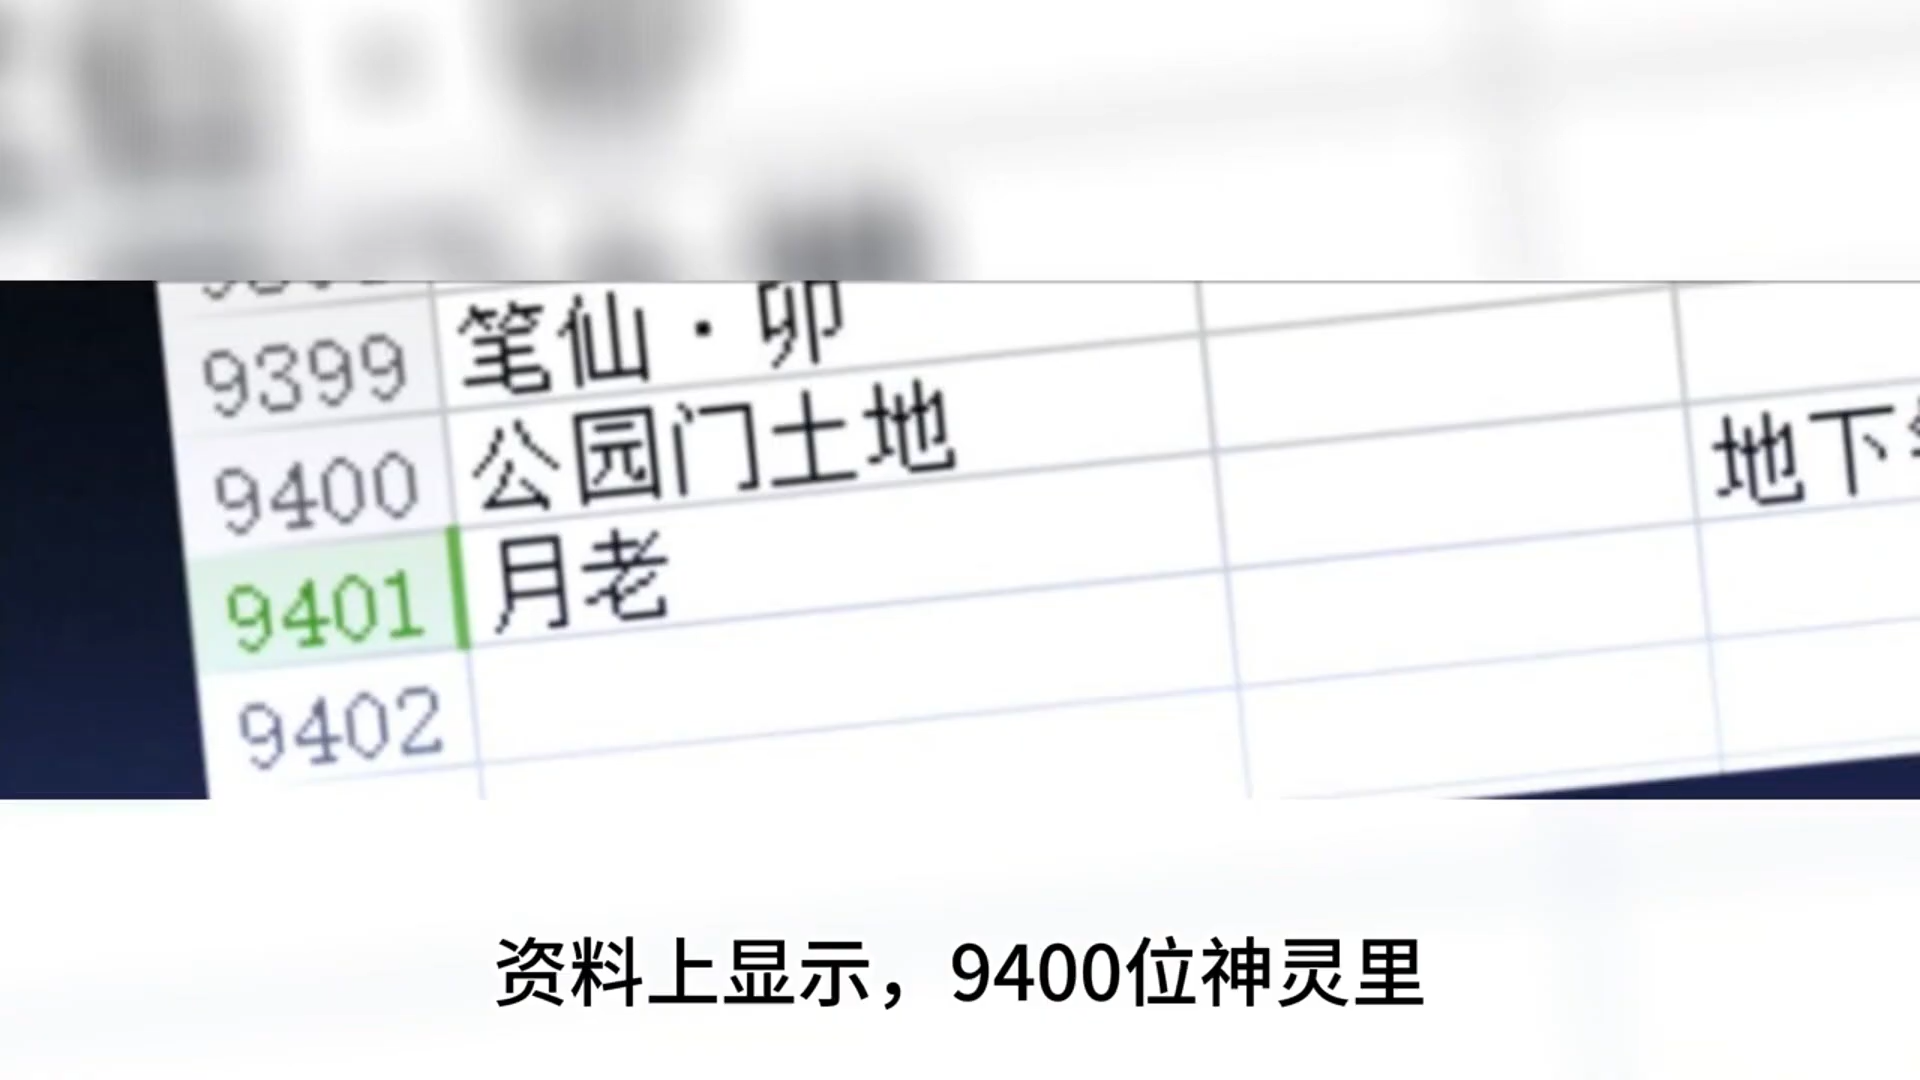 9399 笔仙·卯
9400 公园门土地 地下
9401 月老
9402
资料上显示，9400位神灵里